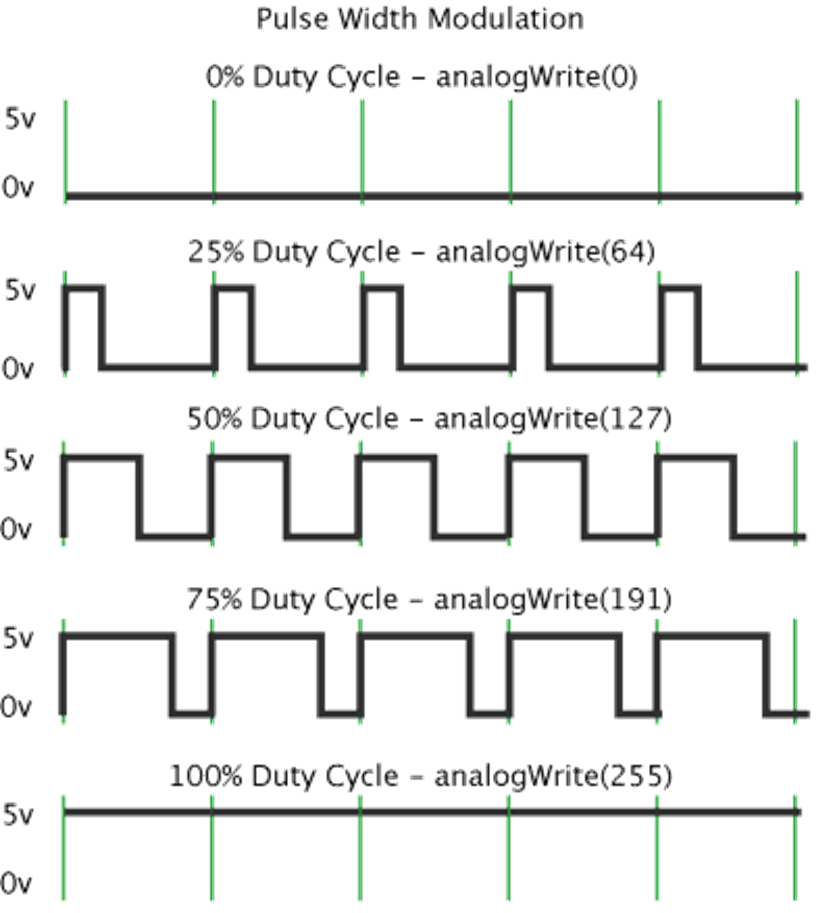 Pulse Width Modulation
0% Duty Cycle – analogWrite(0)
5v
0v
25% Duty Cycle – analogWrite(64)
5v
0v
50% Duty Cycle – analogWrite(127)
5v
0v
75% Duty Cycle – analogWrite(191)
5v
0v
100% Duty Cycle – analogWrite(255)
5v
0v